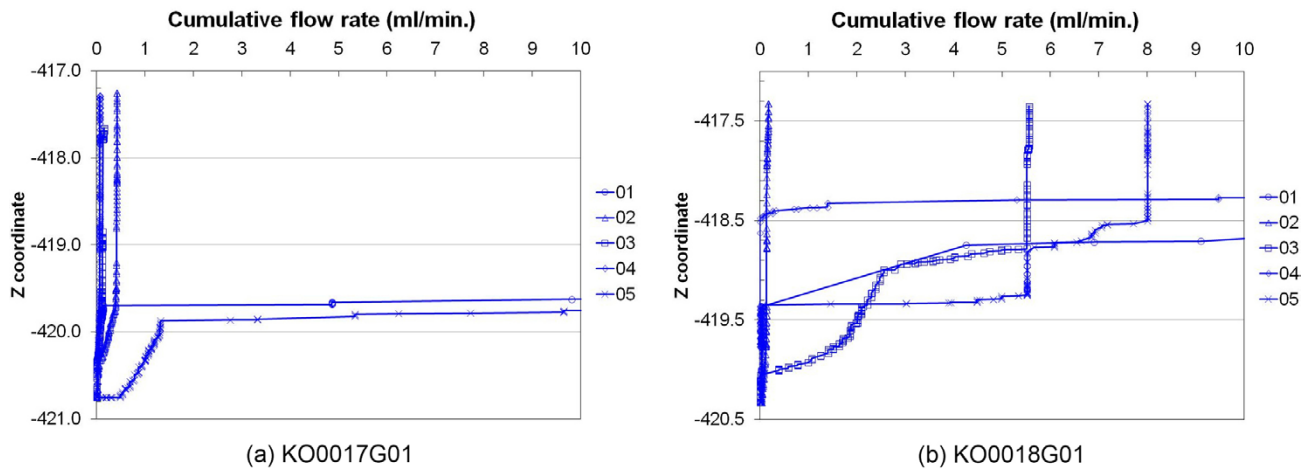 Cumulative flow rate (ml/min.)
0 1 2 3 4 5 6 7 8 9 10
-417.0
-418.0
-419.0
-420.0
-421.0
Z coordinate
01
02
03
04
05
(a) KO0017G01
Cumulative flow rate (ml/min.)
0 1 2 3 4 5 6 7 8 9 10
-417.5
-418.5
-419.5
-420.5
Z coordinate
01
02
03
04
05
(b) KO0018G01